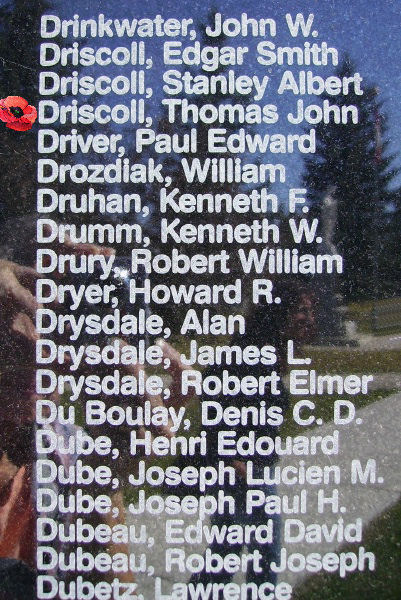 Drinkwater, John W.
Driscoll, Edgar Smith
Driscoll, Stanley Albert
Driscoll, Thomas John
Driver, Paul Edward
Drozdiak, William
Druhan, Kenneth F.
Drumm, Kenneth W.
Drury, Robert William
Dryer, Howard R.
Drysdale, Alan
Drysdale, James L.
Drysdale, Robert Elmer
Du Boulay, Denis C. D.
Dube, Henri Edouard
Dube, Joseph Lucien M.
Dube, Joseph Paul H.
Dubeau, Edward David
Dubeau, Robert Joseph
Dubetz, Lawrence